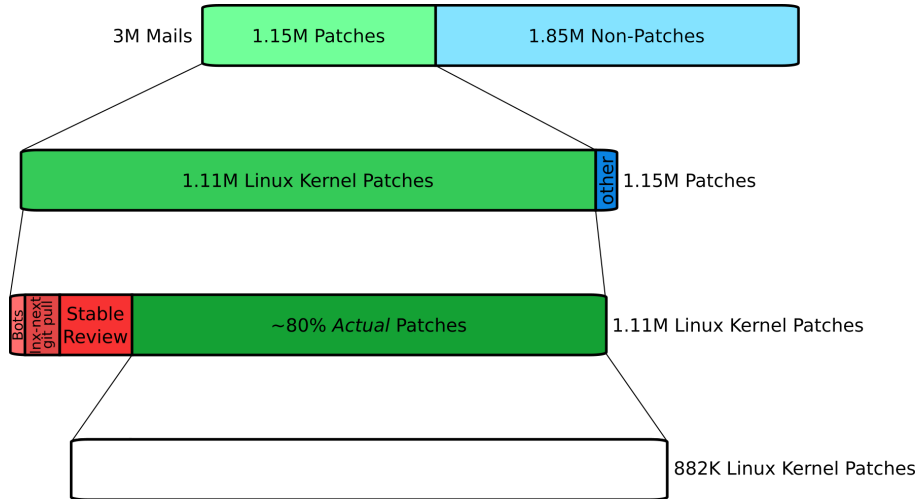 3M Mails
1.15M Patches
1.85M Non-Patches
1.11M Linux Kernel Patches
other
1.15M Patches
Bots
lnx-next
git pull
Stable
Review
~80% Actual Patches
1.11M Linux Kernel Patches
882K Linux Kernel Patches